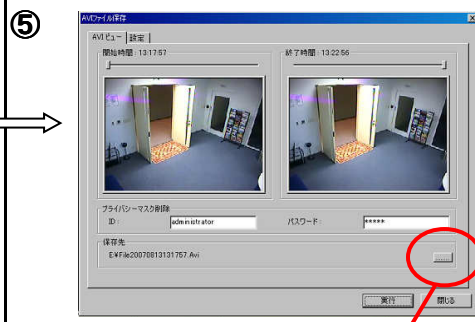 ⑤
AVIファイル保存
AVI ビュー 設定
開始時間 : 13:17:57
終了時間 : 13:22:56
プライバシーマスク削除
ID :
administrator
パスワード :
*****
保存先
E:¥File20070813131757.Avi
......
実行
閉じる